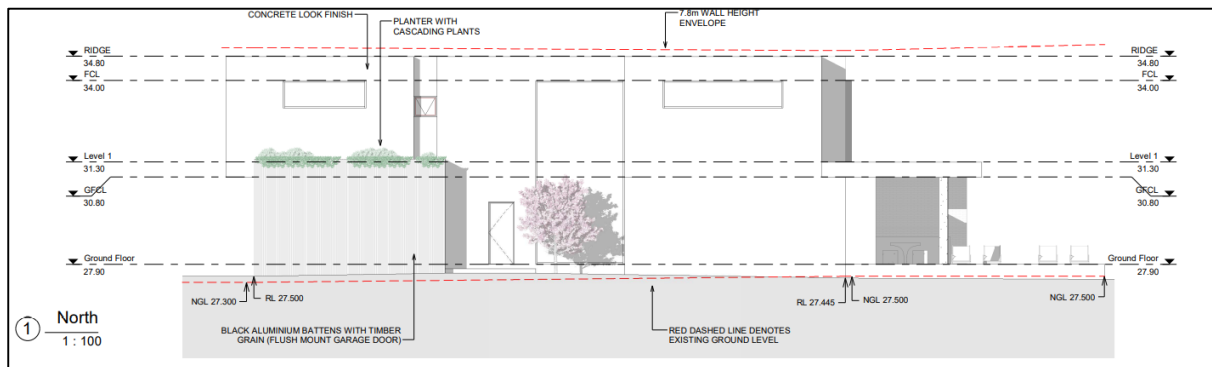 CONCRETE LOOK FINISH
PLANTER WITH
CASCADING PLANTS
7.8m WALL HEIGHT
ENVELOPE
RIDGE
34.80
FCL
34.00
RIDGE
34.80
FCL
34.00
Level 1
31.30
GFCL
30.80
Level 1
31.30
GFCL
30.80
Ground Floor
27.90
Ground Floor
27.90
NGL 27.300
RL 27.500
RL 27.445
NGL 27.500
NGL 27.500
1
North
1 : 100
BLACK ALUMINIUM BATTENS WITH TIMBER
GRAIN (FLUSH MOUNT GARAGE DOOR)
RED DASHED LINE DENOTES
EXISTING GROUND LEVEL